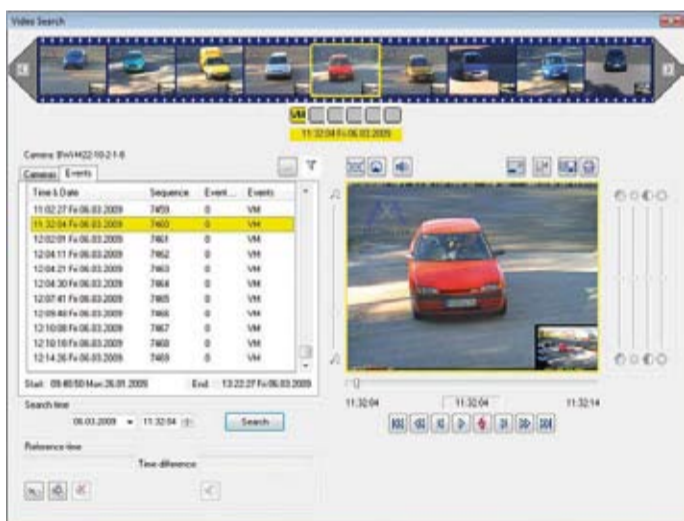 Video Search
VM
11:32:04 Fr 06.03.2009
Camera:
Cameras Events
Time & Date Sequence Event ... Events
11:02:27 Fr 06.03.2009 7459 0 VM
11:32:04 Fr 06.03.2009 7460 0 VM
12:02:01 Fr 06.03.2009 7461 0 VM
12:04:11 Fr 06.03.2009 7462 0 VM
12:04:21 Fr 06.03.2009 7463 0 VM
12:04:30 Fr 06.03.2009 7464 0 VM
12:07:41 Fr 06.03.2009 7465 0 VM
12:09:48 Fr 06.03.2009 7466 0 VM
12:10:08 Fr 06.03.2009 7467 0 VM
12:10:18 Fr 06.03.2009 7468 0 VM
12:14:26 Fr 06.03.2009 7469 0 VM
Start: 09:40:50 Mon 26.01.2009 End: 13:22:27 Fr 06.03.2009
11:32:04 11:32:04 11:32:14
Search time
06.03.2009 11:32:04 Search
Reference time
Time difference